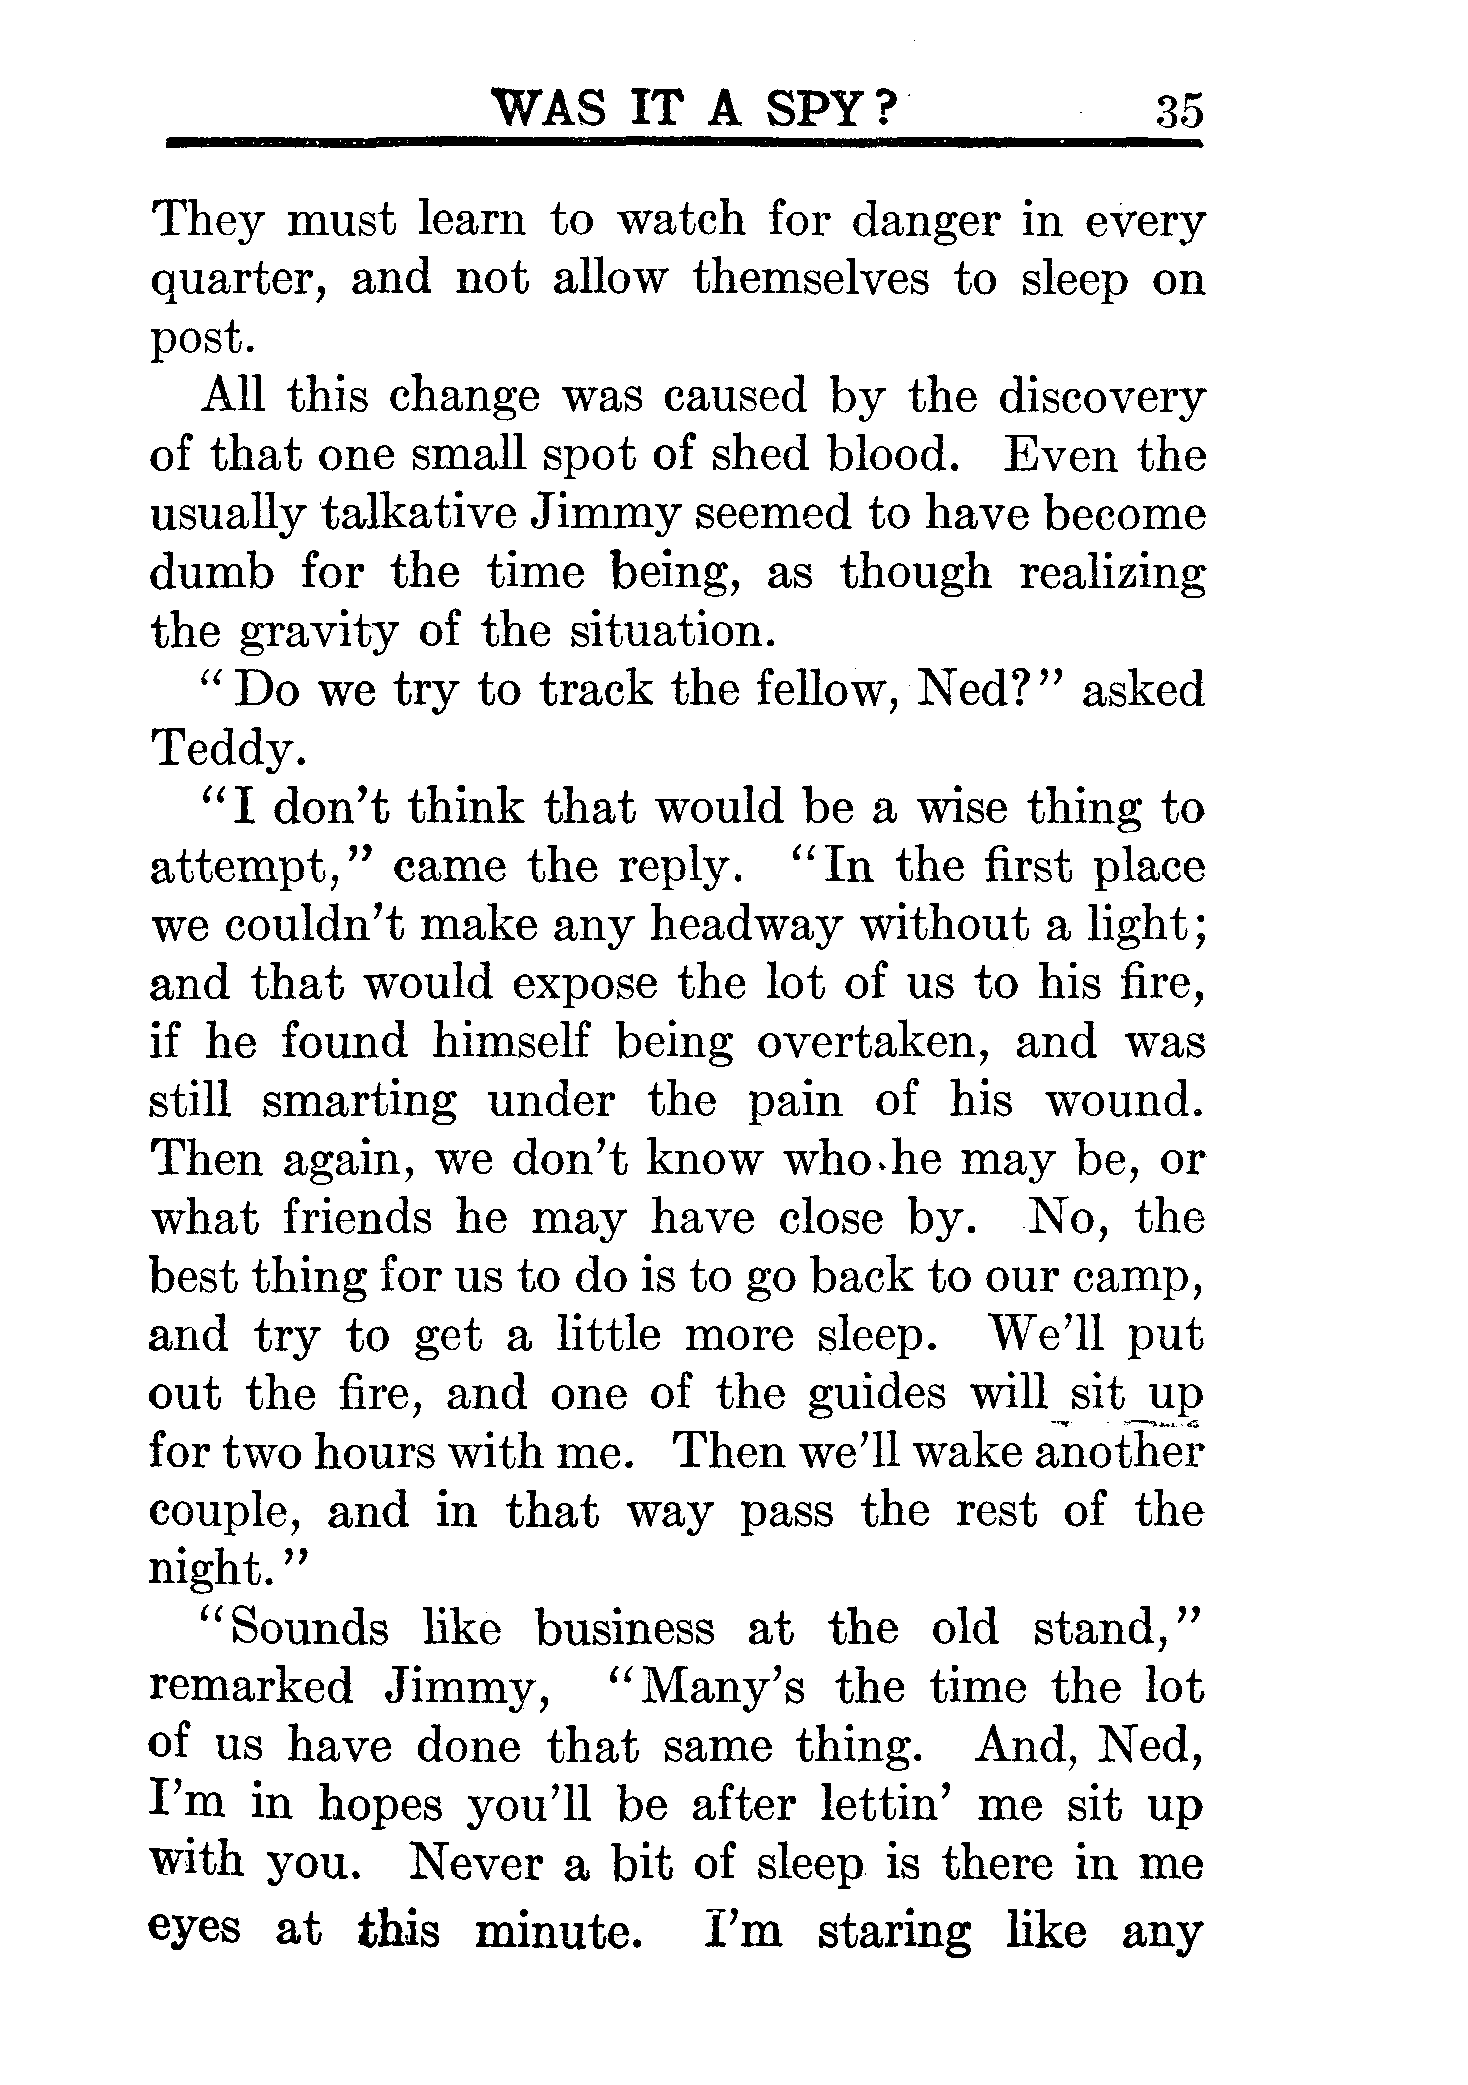 WAS IT A SPY? 35
They must learn to watch for danger in every
quarter, and not allow themselves to sleep on
post.
All this change was caused by the discovery
of that one small spot of shed blood. Even the
usually talkative Jimmy seemed to have become
dumb for the time being, as though realizing
the gravity of the situation.
"Do we try to track the fellow, Ned?" asked
Teddy.
"I don't think that would be a wise thing to
attempt," came the reply. "In the first place
we couldn't make any headway without a light;
and that would expose the lot of us to his fire,
if he found himself being overtaken, and was
still smarting under the pain of his wound.
Then again, we don't know who he may be, or
what friends he may have close by. No, the
best thing for us to do is to go back to our camp,
and try to get a little more sleep. We'll put
out the fire, and one of the guides will sit up
for two hours with me. Then we'll wake another
couple, and in that way pass the rest of the
night."
"Sounds like business at the old stand,"
remarked Jimmy, "Many's the time the lot
of us have done that same thing. And, Ned,
I'm in hopes you'll be after lettin' me sit up
with you. Never a bit of sleep is there in me
eyes at this minute. I'm staring like any